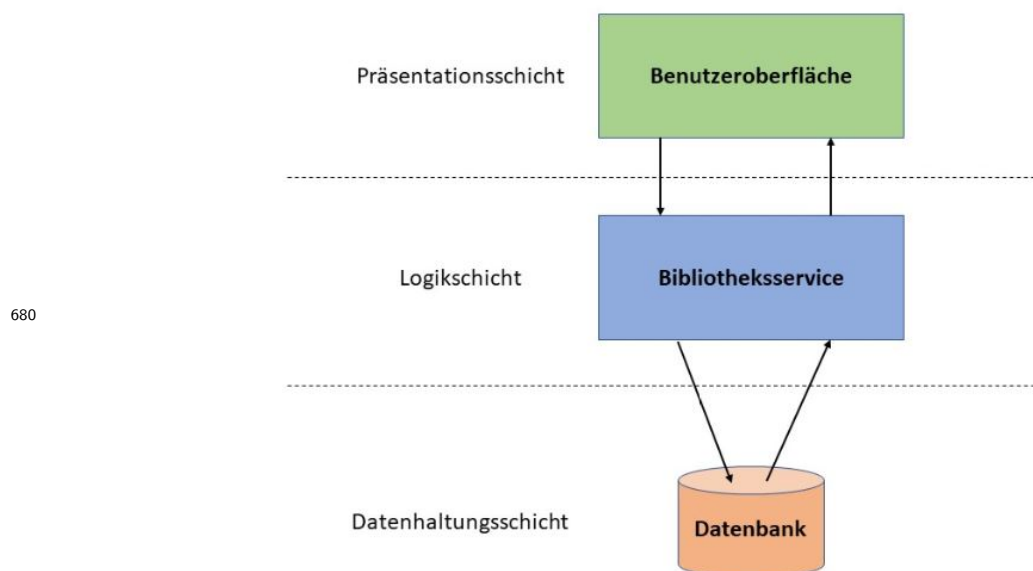 Präsentationsschicht
Benutzeroberfläche
Logikschicht
Bibliotheksservice
680
Datenhaltungsschicht
Datenbank